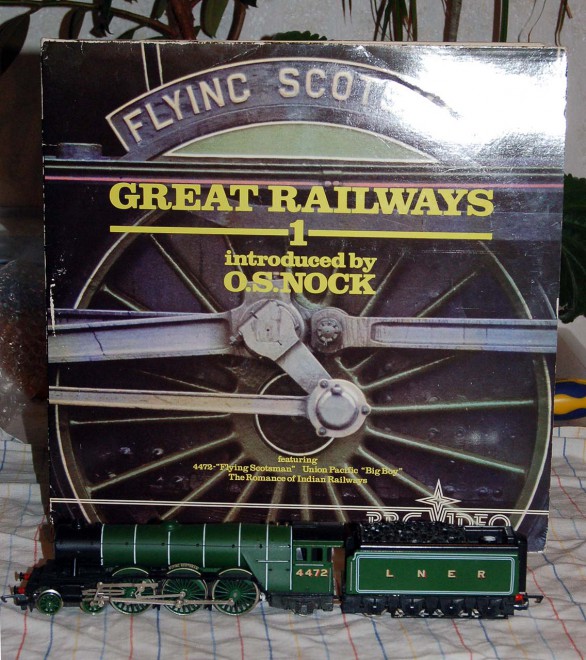 FLYING SCOTS
GREAT RAILWAYS
1
introduced by
O.S.NOCK
featuring
4472-"Flying Scotsman" Union Pacific "Big Boy"
The Romance of Indian Railways
BBC VIDEO
4472
L N E R